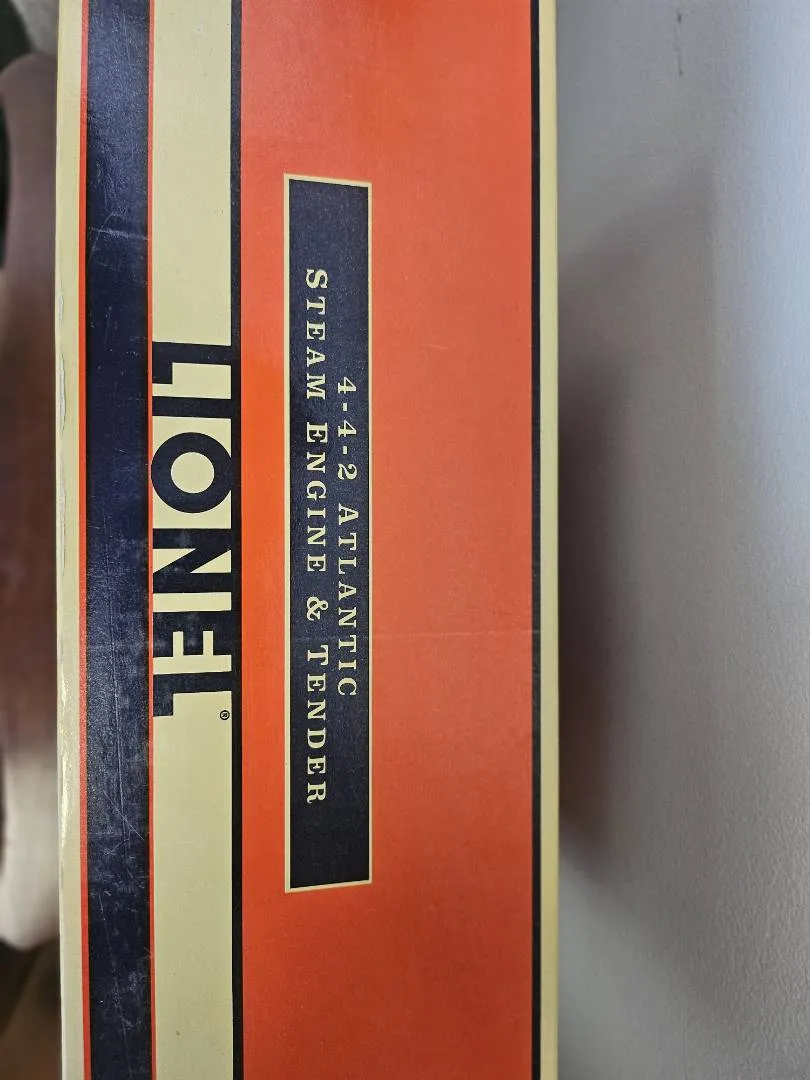 4-4-2 ATLANTIC
STEAM ENGINE & TENDER
LIONEL®